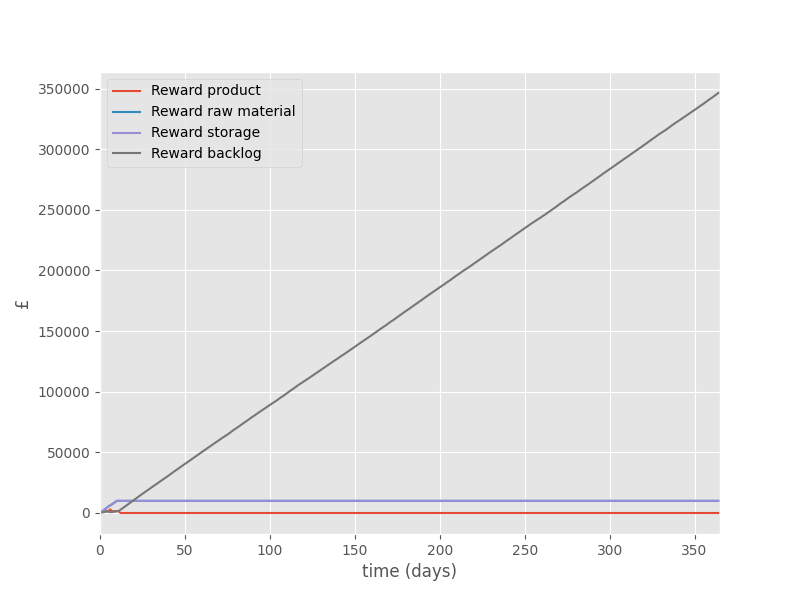 Reward product
Reward raw material
Reward storage
Reward backlog
350000
300000
250000
200000
150000
100000
50000
0
£
0 50 100 150 200 250 300 350
time (days)